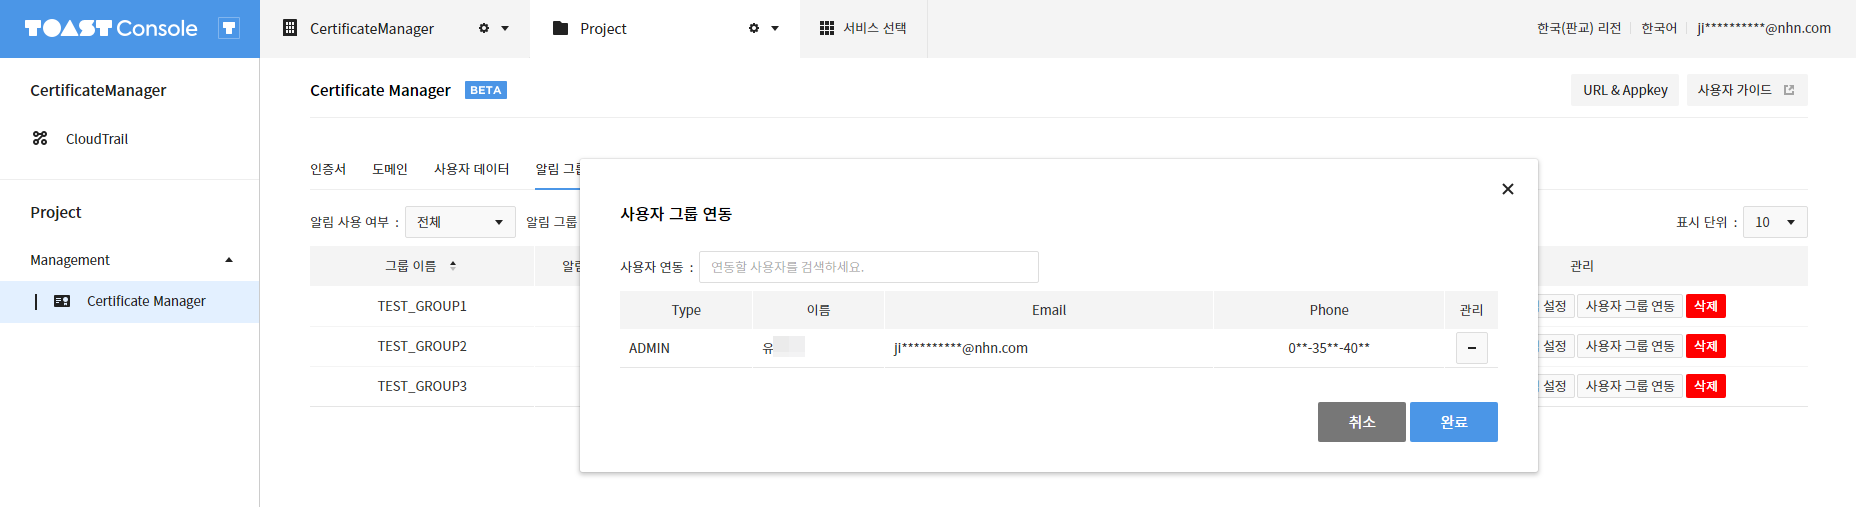 TOAST Console T
CertificateManager
Project
서비스 선택
한국(판교) 리전
한국어
ji**********@nhn.com
CertificateManager
CloudTrail
Project
Management
Certificate Manager
Certificate Manager BETA
URL & Appkey
사용자 가이드
인증서 도메인 사용자 데이터 알림
알림 사용 여부 : 전체 알림 그룹
표시 단위 : 10
그룹 이름
관리
TEST_GROUP1 설정 사용자 그룹 연동 삭제
TEST_GROUP2 설정 사용자 그룹 연동 삭제
TEST_GROUP3 설정 사용자 그룹 연동 삭제
사용자 그룹 연동
사용자 연동 : 연동할 사용자를 검색하세요.
Type 이름 Email Phone 관리
ADMIN 유 ji**********@nhn.com 0**-35**-40** −
취소 완료